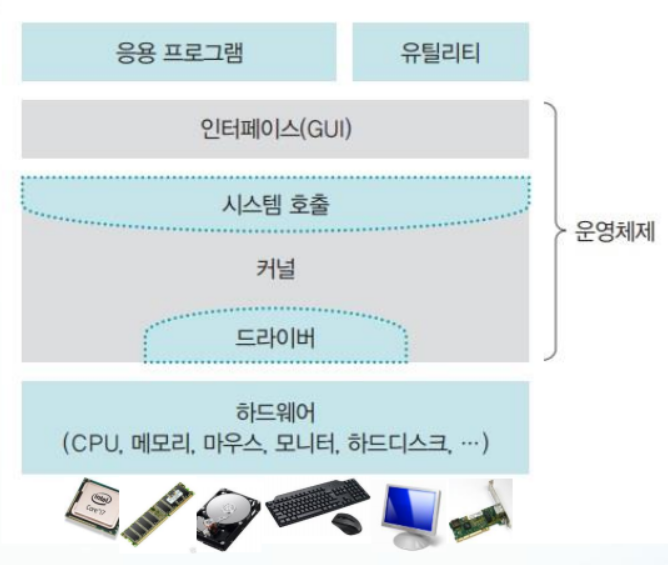 응용 프로그램
유틸리티
인터페이스(GUI)
시스템 호출
커널
드라이버
운영체제
하드웨어
(CPU, 메모리, 마우스, 모니터, 하드디스크, …)
intel
Core i7